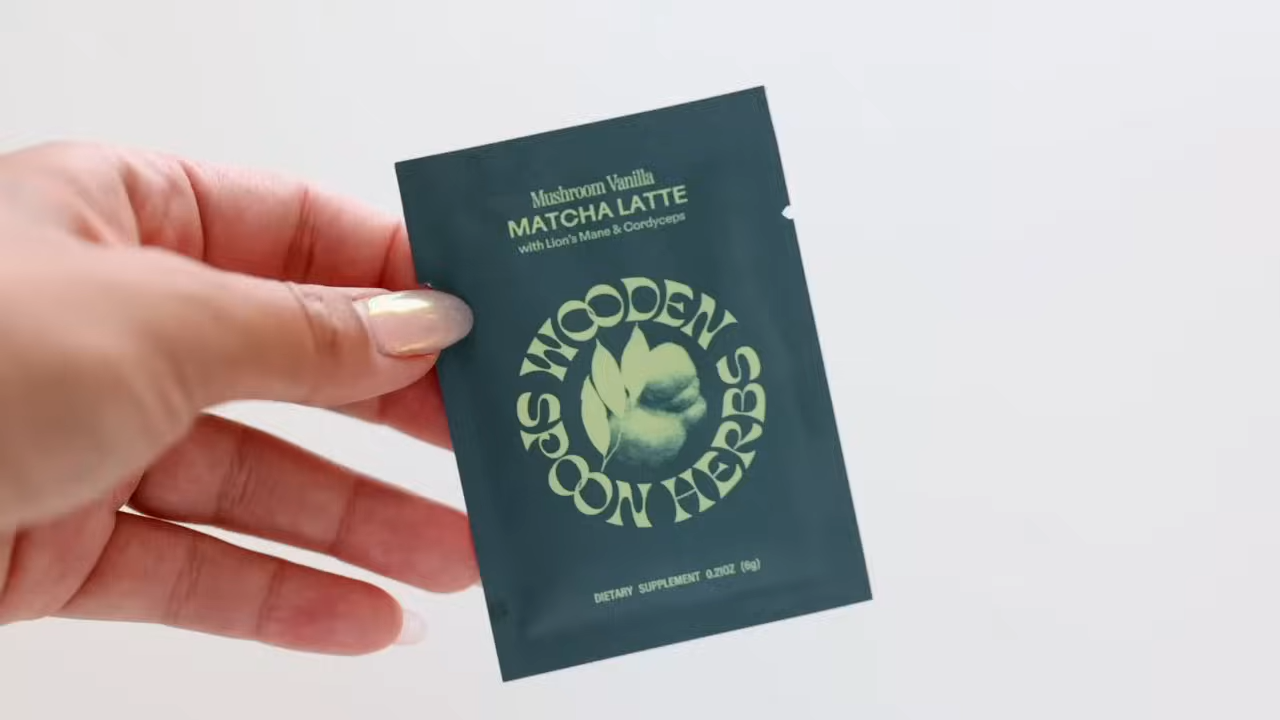 Mushroom Vanilla
MATCHA LATTE
with Lion's Mane & Cordyceps
WOODEN SPOON HERBS
DIETARY SUPPLEMENT 0.21OZ (6g)